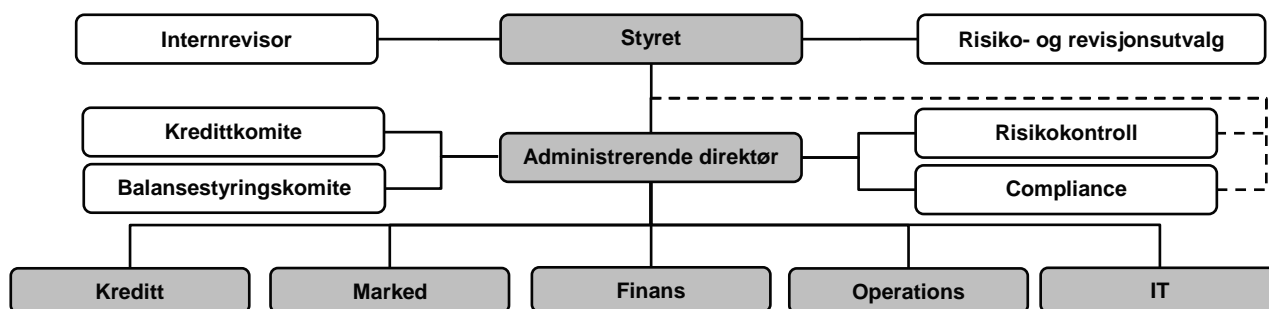 Internrevisor
Styret
Risiko- og revisjonsutvalg
Kredittkomite
Administrerende direktør
Risikokontroll
Balansestyringskomite
Compliance
Kreditt
Marked
Finans
Operations
IT